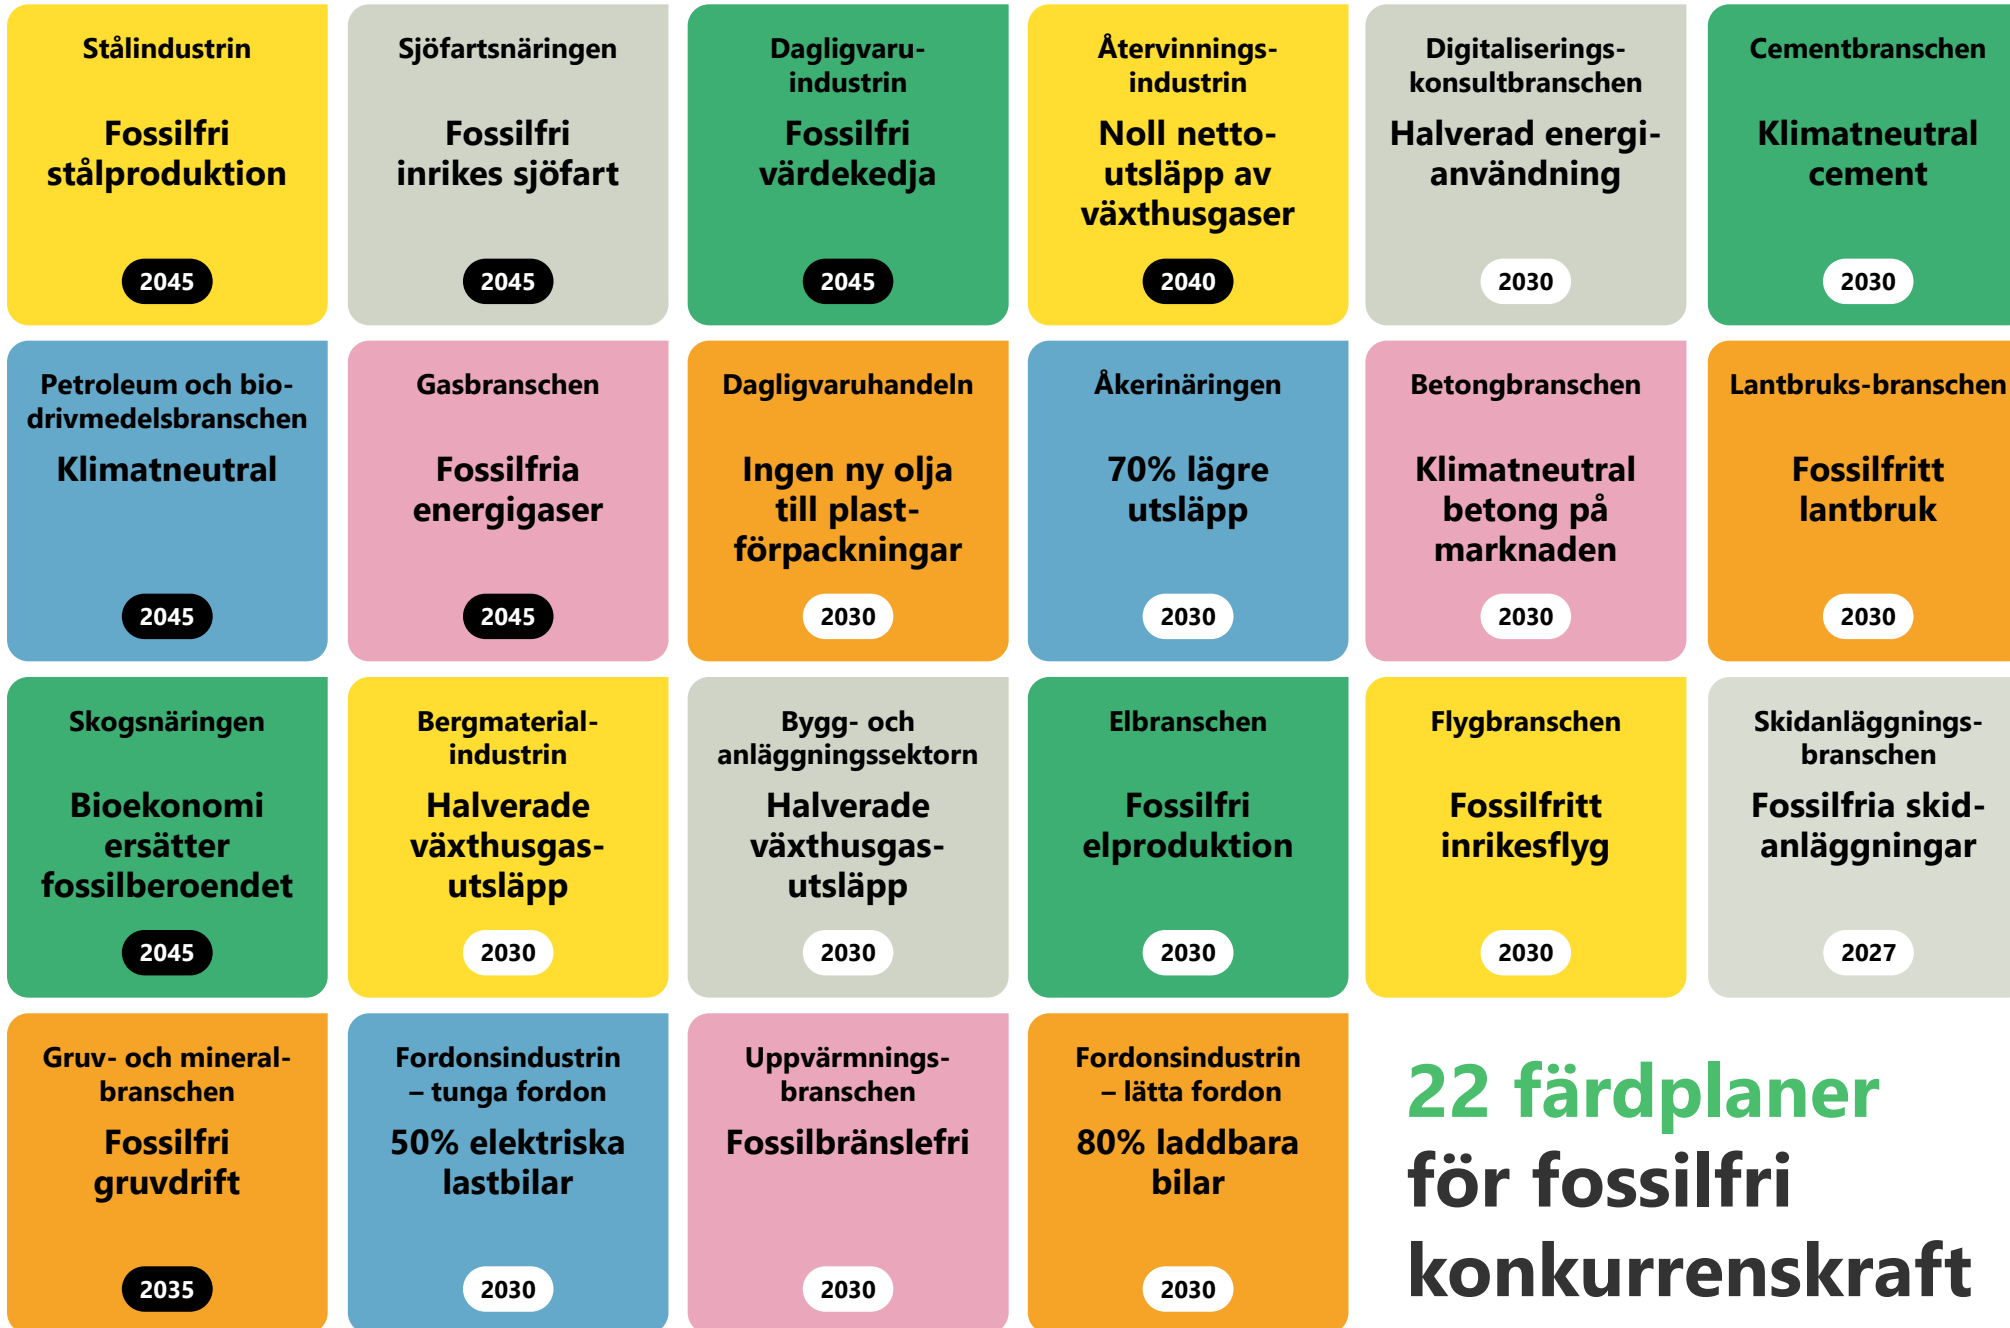 Stålindustrin
Fossilfri
stålproduktion
2045
Sjöfartsnäringen
Fossilfri
inrikes sjöfart
2045
Dagligvaru-
industrin
Fossilfri
värdekedja
2045
Återvinnings-
industrin
Noll netto-
utsläpp av
växthusgaser
2040
Digitaliserings-
konsultbranschen
Halverad energi-
användning
2030
Cementbranschen
Klimatneutral
cement
2030
Petroleum och bio-
drivmedelsbranschen
Klimatneutral
2045
Gasbranschen
Fossilfria
energigaser
2045
Dagligvaruhandeln
Ingen ny olja
till plast-
förpackningar
2030
Åkerinäringen
70% lägre
utsläpp
2030
Betongbranschen
Klimatneutral
betong på
marknaden
2030
Lantbruks-branschen
Fossilfritt
lantbruk
2030
Skogsnäringen
Bioekonomi
ersätter
fossilberoendet
2045
Bergmaterial-
industrin
Halverade
växthusgas-
utsläpp
2030
Bygg- och
anläggningssektorn
Halverade
växthusgas-
utsläpp
2030
Elbranschen
Fossilfri
elproduktion
2030
Flygbranschen
Fossilfritt
inrikesflyg
2030
Skidanläggnings-
branschen
Fossilfria skid-
anläggningar
2027
Gruv- och mineral-
branschen
Fossilfri
gruvdrift
2035
Fordonsindustrin
– tunga fordon
50% elektriska
lastbilar
2030
Uppvärmnings-
branschen
Fossilbränslefri
2030
Fordonsindustrin
– lätta fordon
80% laddbara
bilar
2030
22 färdplaner
för fossilfri
konkurrenskraft